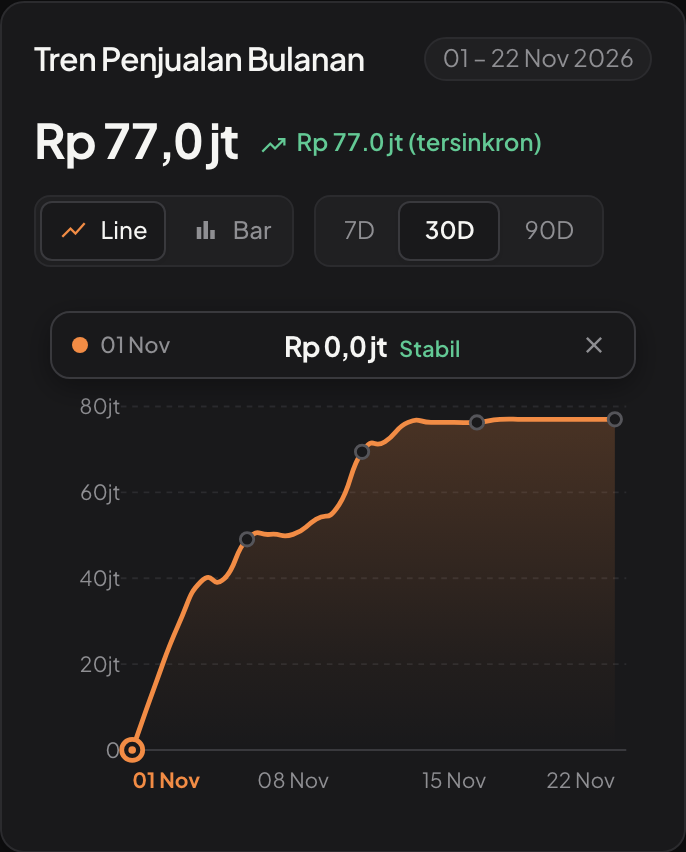 Tren Penjualan Bulanan
01 – 22 Nov 2026
Rp 77,0 jt
Rp 77.0 jt (tersinkron)
Line
Bar
7D
30D
90D
01 Nov
Rp 0,0 jt
Stabil
80jt
60jt
40jt
20jt
0
01 Nov
08 Nov
15 Nov
22 Nov